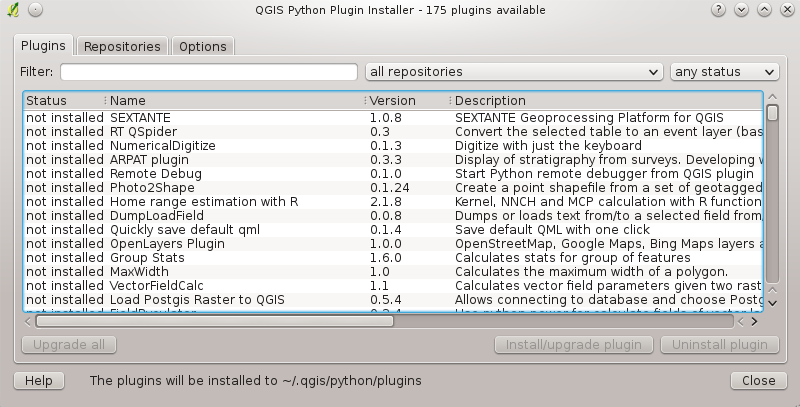 QGIS Python Plugin Installer - 175 plugins available
Plugins Repositories Options
Filter: all repositories any status
Status Name Version Description
not installed SEXTANTE 1.0.8 SEXTANTE Geoprocessing Platform for QGIS
not installed RT QSpider 0.3 Convert the selected table to an event layer (bas
not installed NumericalDigitize 0.1.3 Digitize with just the keyboard
not installed ARPAT plugin 0.3.3 Display of stratigraphy from surveys. Developing w
not installed Remote Debug 0.1.0 Start Python remote debugger from QGIS plugin
not installed Photo2Shape 0.1.24 Create a point shapefile from a set of geotagged
not installed Home range estimation with R 2.1.8 Kernel, NNCH and MCP calculation with R function
not installed DumpLoadField 0.0.8 Dumps or loads text from/to a selected field from
not installed Quickly save default qml 0.1.4 Save default QML with one click
not installed OpenLayers Plugin 1.0.0 OpenStreetMap, Google Maps, Bing Maps layers a
not installed Group Stats 1.6.0 Calculates stats for group of features
not installed MaxWidth 1.0 Calculates the maximum width of a polygon.
not installed VectorFieldCalc 1.1 Calculates vector field parameters given two rast
not installed Load Postgis Raster to QGIS 0.5.4 Allows connecting to database and choose Postg
not installed
Upgrade all Install/upgrade plugin Uninstall plugin
Help The plugins will be installed to ~/.qgis/python/plugins Close